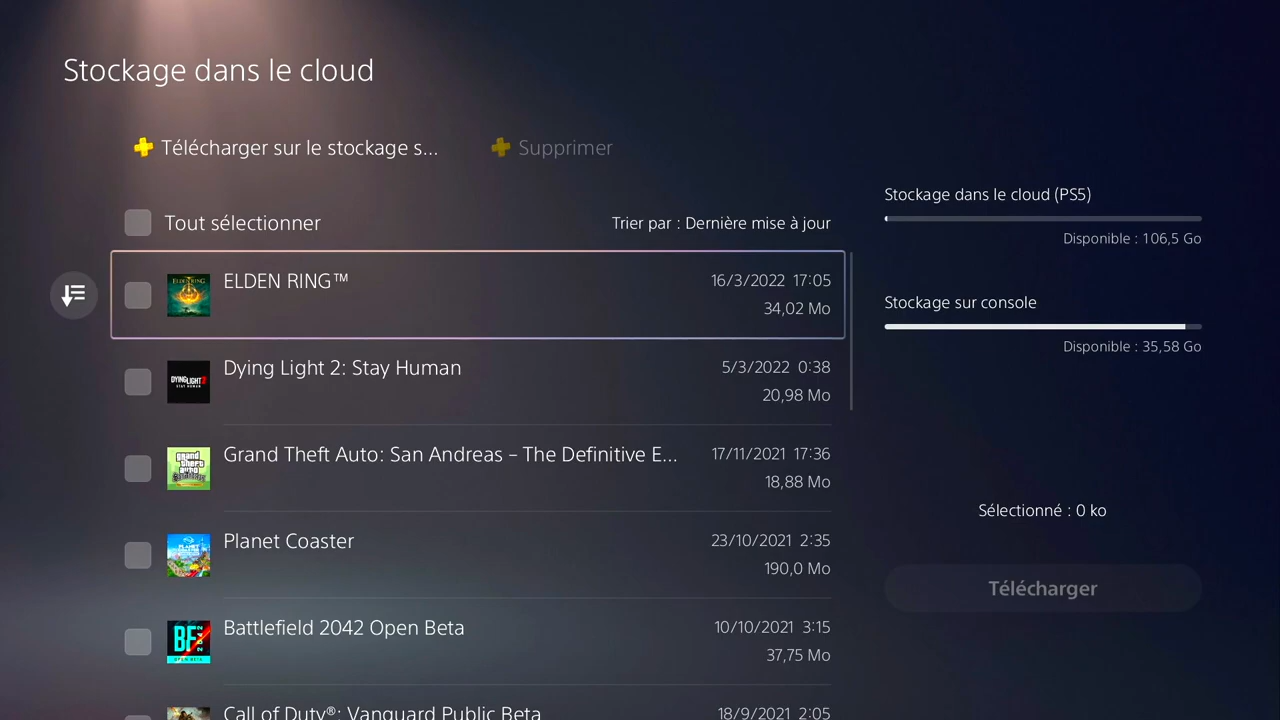 Stockage dans le cloud
Télécharger sur le stockage s...
Supprimer
Tout sélectionner
Trier par : Dernière mise à jour
ELDEN RING™
16/3/2022 17:05
34,02 Mo
Dying Light 2: Stay Human
5/3/2022 0:38
20,98 Mo
Grand Theft Auto: San Andreas – The Definitive E...
17/11/2021 17:36
18,88 Mo
Planet Coaster
23/10/2021 2:35
190,0 Mo
Battlefield 2042 Open Beta
10/10/2021 3:15
37,75 Mo
Call of Duty®: Vanguard Public Beta
18/9/2021 2:05
Stockage dans le cloud (PS5)
Disponible : 106,5 Go
Stockage sur console
Disponible : 35,58 Go
Sélectionné : 0 ko
Télécharger